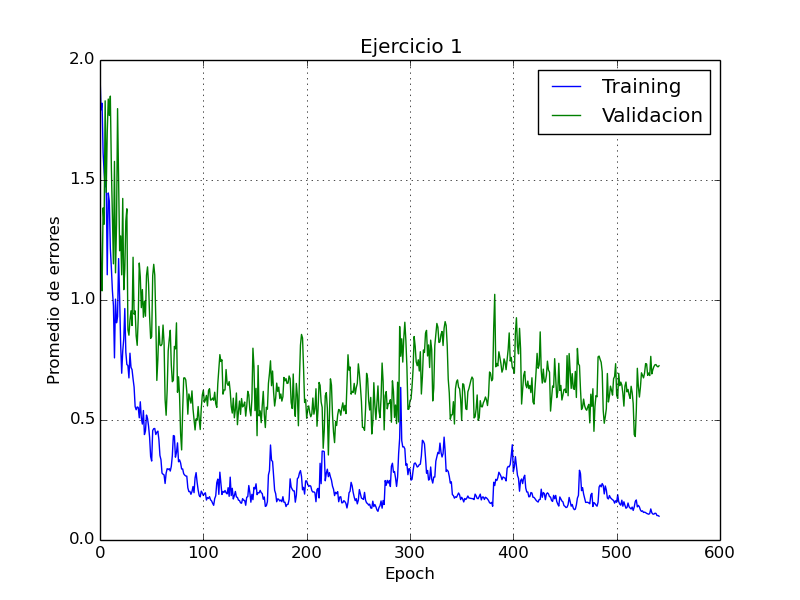 Ejercicio 1
2.0
1.5
1.0
0.5
0.0
Promedio de errores
Training
Validacion
0 100 200 300 400 500 600
Epoch